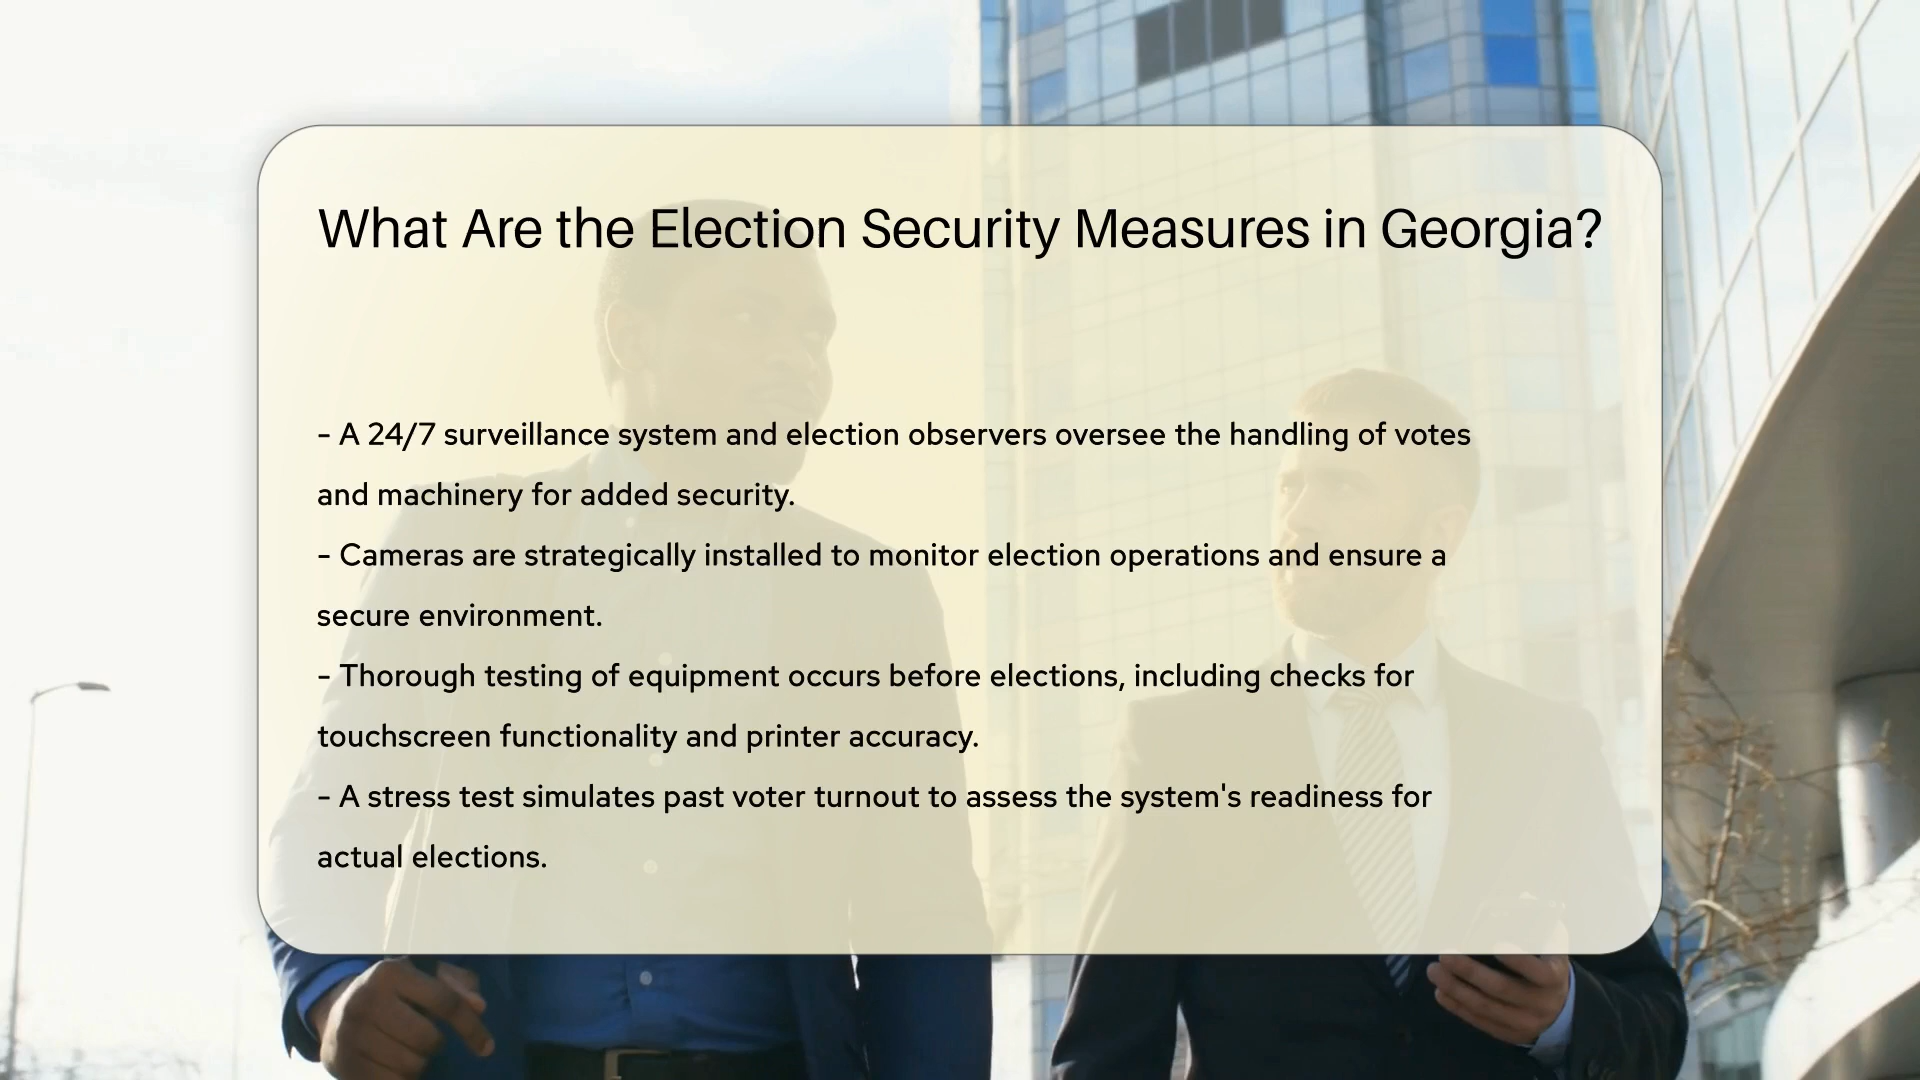 What Are the Election Security Measures in Georgia?
- A 24/7 surveillance system and election observers oversee the handling of votes
and machinery for added security.
- Cameras are strategically installed to monitor election operations and ensure a
secure environment.
- Thorough testing of equipment occurs before elections, including checks for
touchscreen functionality and printer accuracy.
- A stress test simulates past voter turnout to assess the system's readiness for
actual elections.